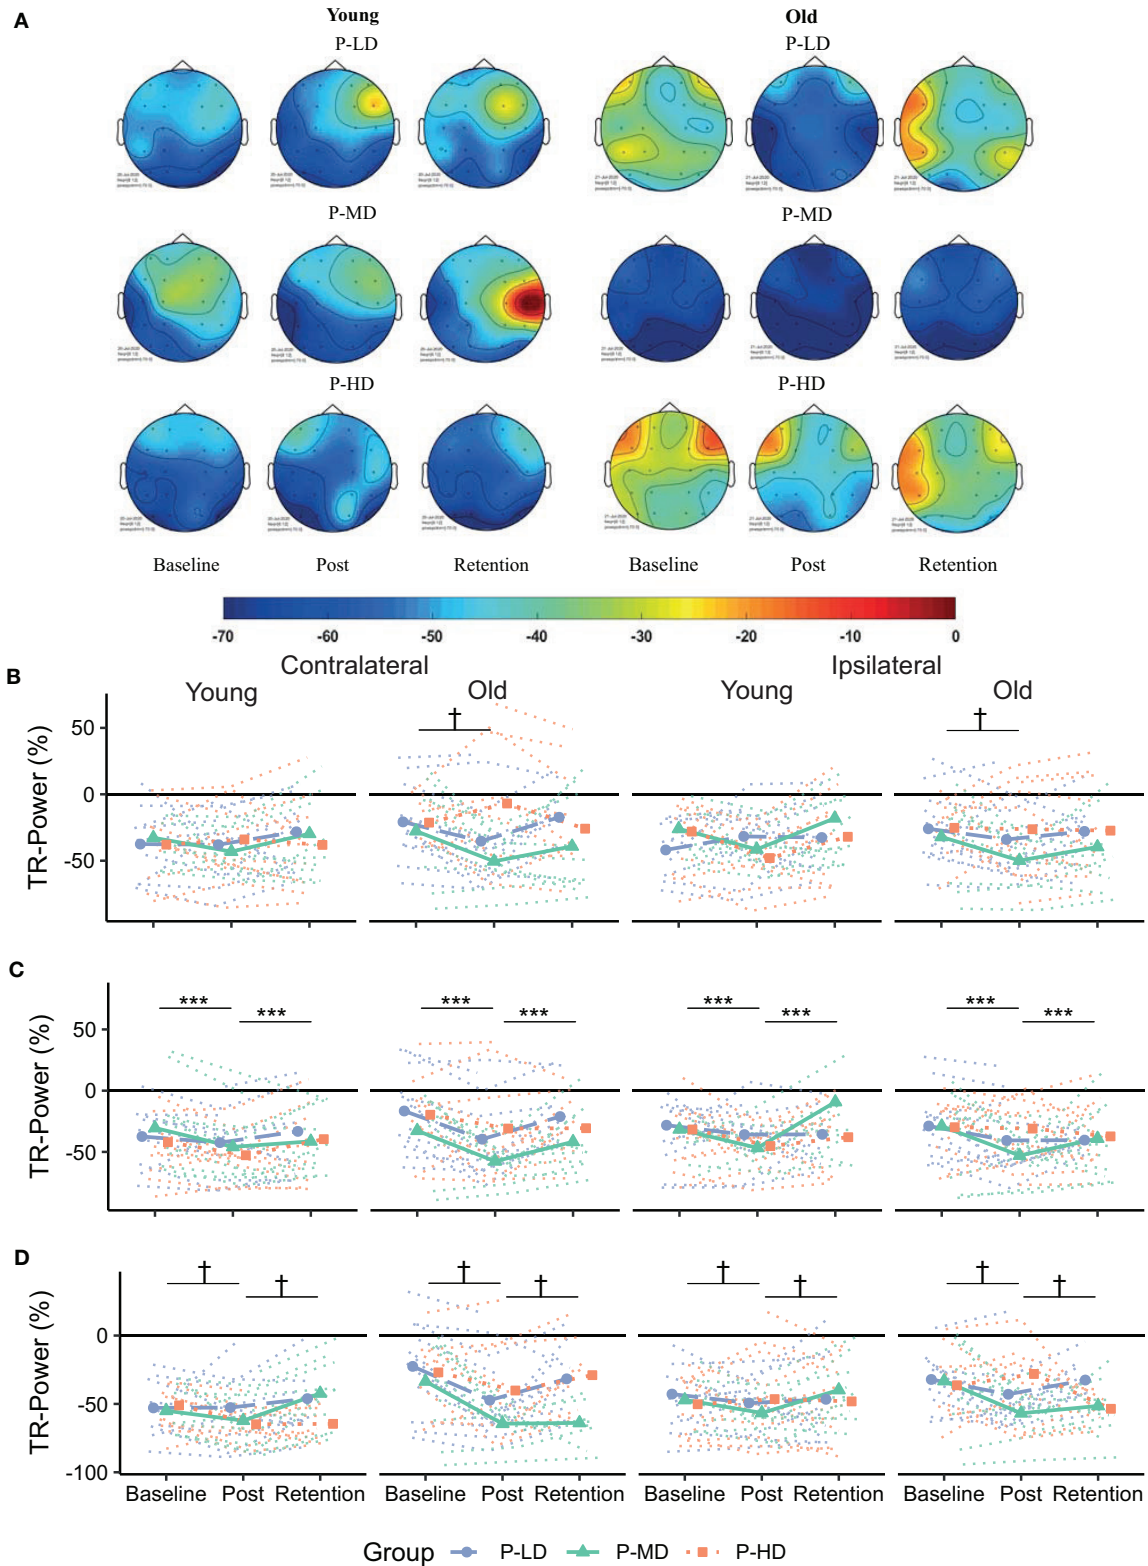 A
Young Old
P-LD P-LD
P-MD P-MD
P-HD P-HD
Baseline Post Retention Baseline Post Retention
-70 -60 -50 -40 -30 -20 -10 0
Contralateral Ipsilateral
B
Young Old Young Old
TR-Power (%)
50
0
-50
†
†
C
TR-Power (%)
50
0
-50
*** *** *** *** *** *** *** ***
D
TR-Power (%)
0
-50
-100
† † † † † † † †
Baseline Post Retention Baseline Post Retention Baseline Post Retention Baseline Post Retention
Group P-LD P-MD P-HD